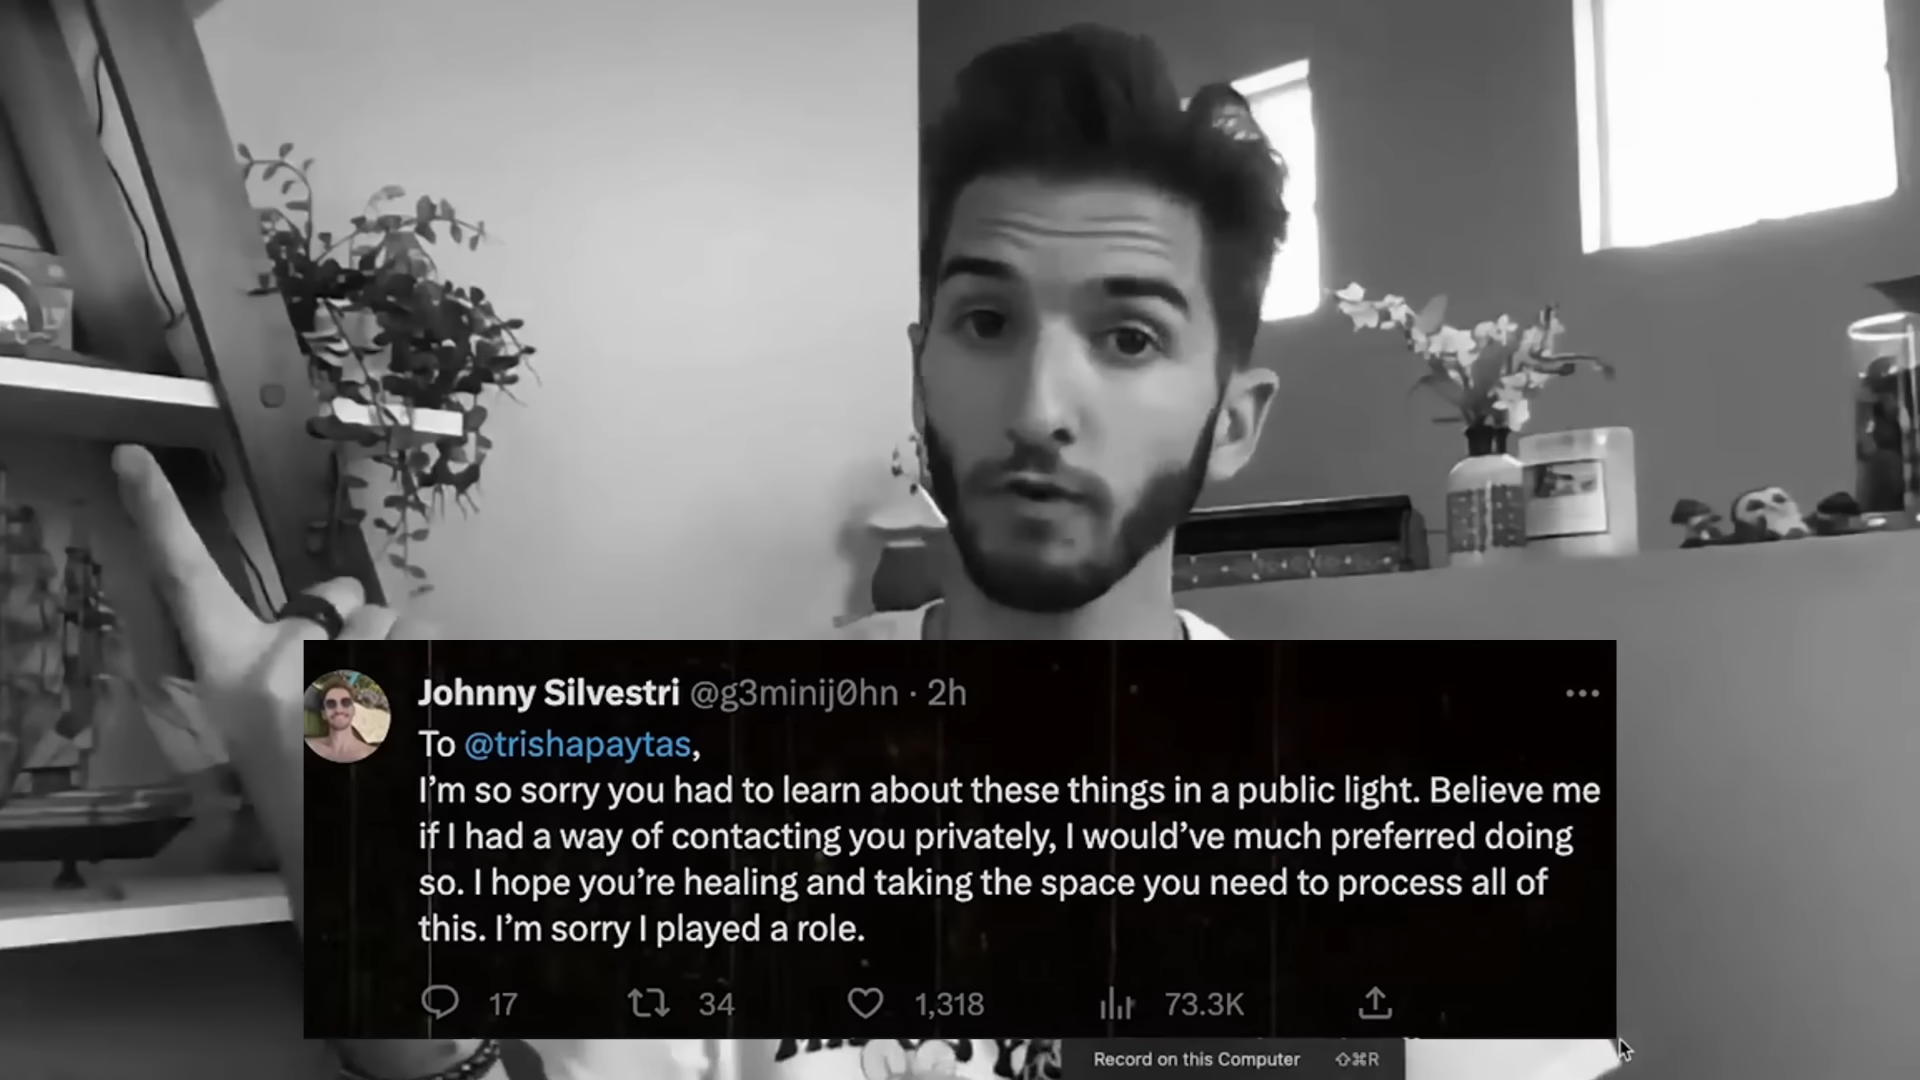 Johnny Silvestri @g3minij0hn · 2h
To @trishapaytas,
I'm so sorry you had to learn about these things in a public light. Believe me
if I had a way of contacting you privately, I would've much preferred doing
so. I hope you're healing and taking the space you need to process all of
this. I'm sorry I played a role.
17 34 1,318 73.3K
Record on this Computer ⇧⌘R